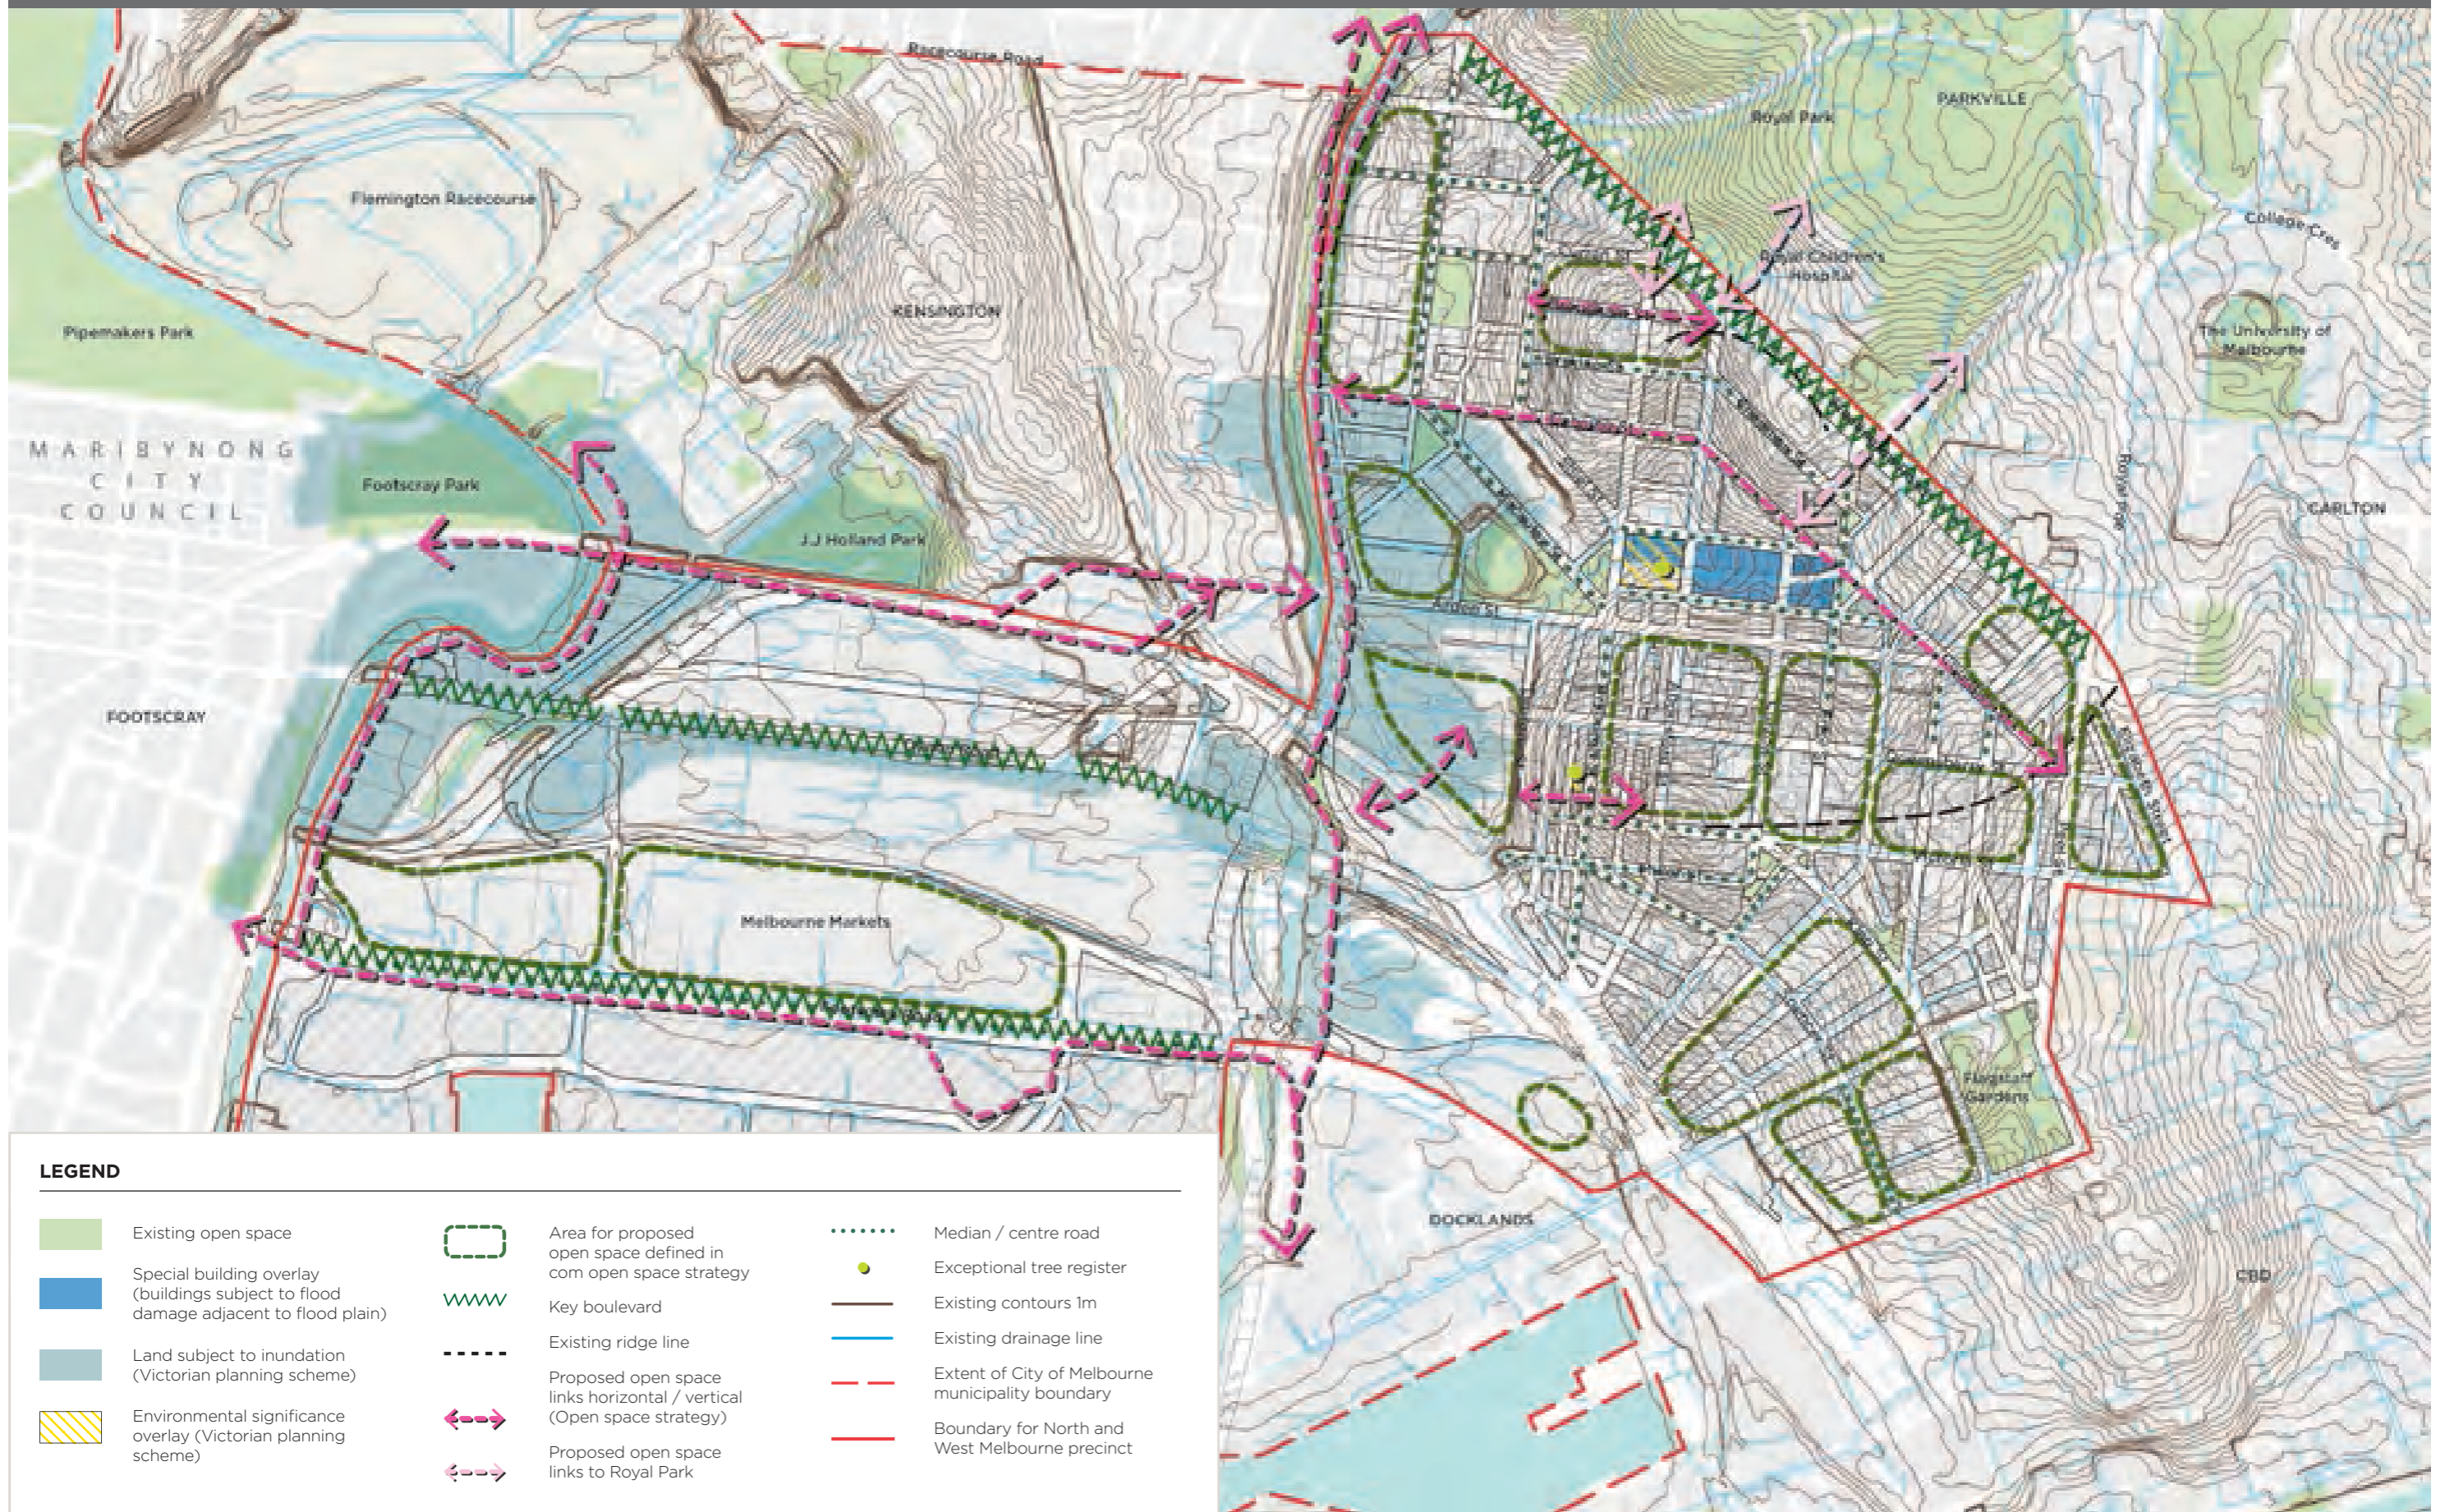 Racecourse Road
PARKVILLE
Royal Park
Flemington Racecourse
College Cres
Royal Children's
Hospital
KENSINGTON
Pipemakers Park
The University of
Melbourne
MARIBYNONG
CITY
COUNCIL
Footscray Park
Royal Pde
CARLTON
J.J Holland Park
Arden St
FOOTSCRAY
Melbourne Markets
Flagstaff
Gardens
DOCKLANDS
CBD
LEGEND
Existing open space
Special building overlay
(buildings subject to flood
damage adjacent to flood plain)
Land subject to inundation
(Victorian planning scheme)
Environmental significance
overlay (Victorian planning
scheme)
Area for proposed
open space defined in
com open space strategy
Key boulevard
Existing ridge line
Proposed open space
links horizontal / vertical
(Open space strategy)
Proposed open space
links to Royal Park
Median / centre road
Exceptional tree register
Existing contours 1m
Existing drainage line
Extent of City of Melbourne
municipality boundary
Boundary for North and
West Melbourne precinct